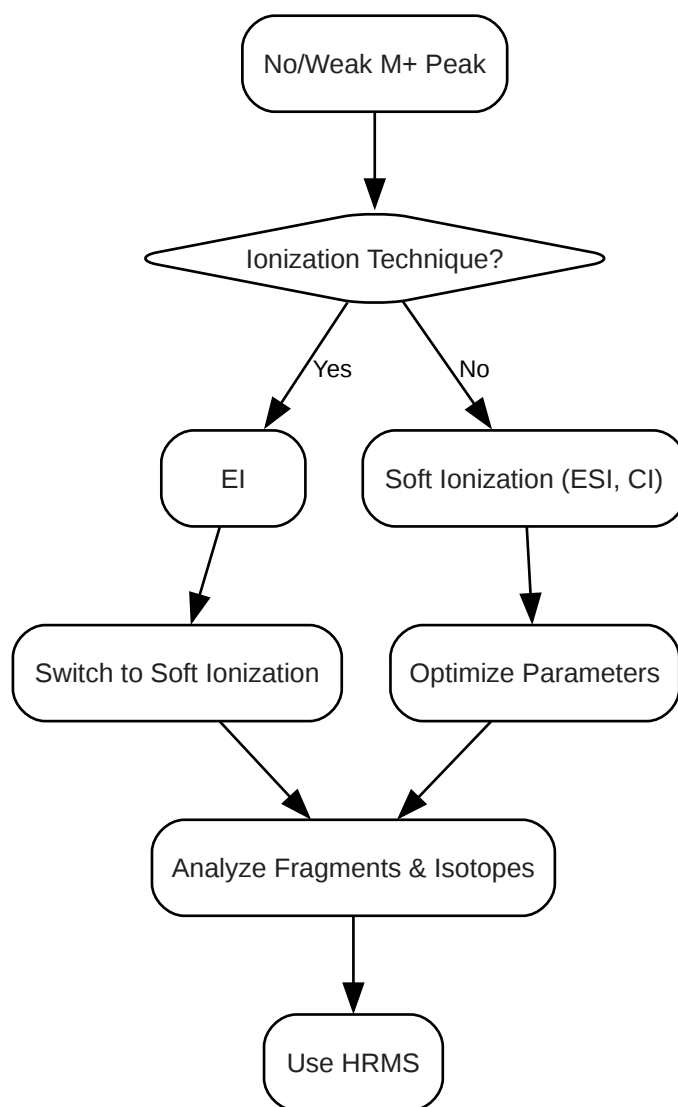 No/Weak M+ Peak
Ionization Technique?
Yes
No
EI
Soft Ionization (ESI, CI)
Switch to Soft Ionization
Optimize Parameters
Analyze Fragments & Isotopes
Use HRMS